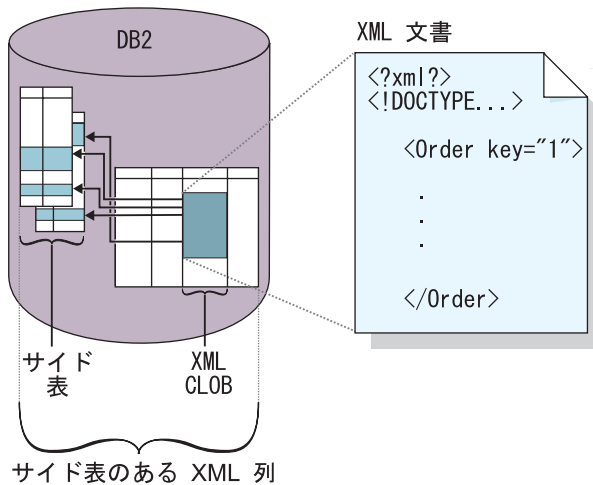 DB2
XML 文書
<?xml?>
<!DOCTYPE...>
<Order key="1">
.
.
.
</Order>
サイド
表
XML
CLOB
サイド表のある XML 列